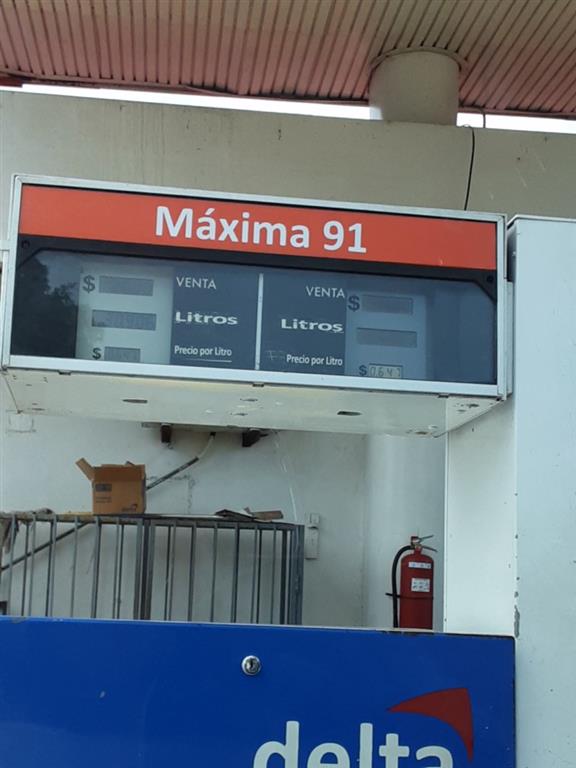 Máxima 91
$ VENTA
Litros
$ Precio por Litro
VENTA $
Litros
Precio por Litro $
delta